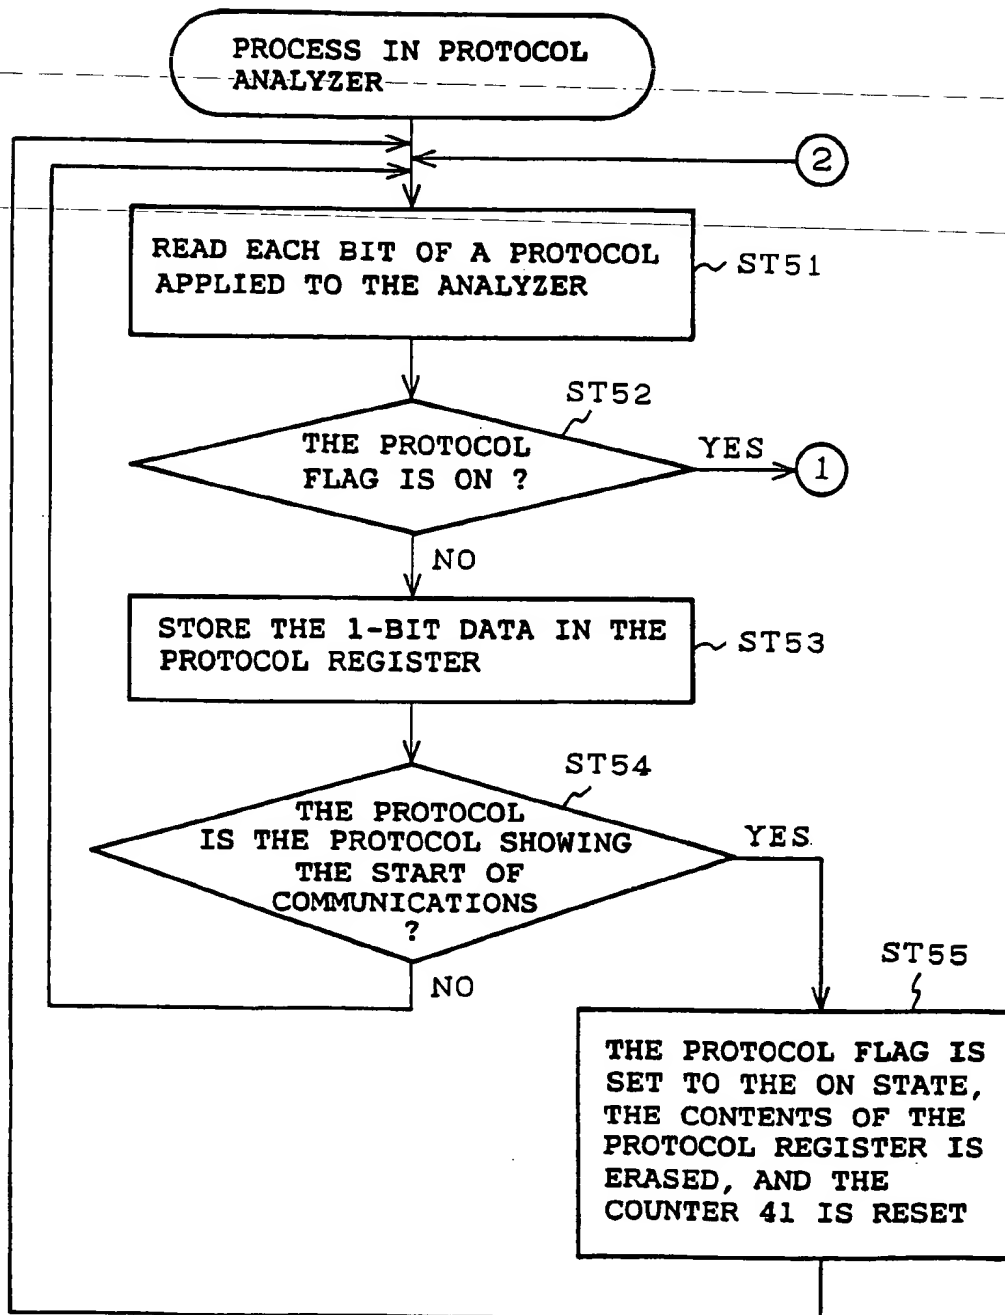 PROCESS IN PROTOCOL
ANALYZER
2
READ EACH BIT OF A PROTOCOL
APPLIED TO THE ANALYZER
ST51
ST52
THE PROTOCOL
FLAG IS ON ?
YES
1
NO
STORE THE 1-BIT DATA IN THE
PROTOCOL REGISTER
ST53
ST54
THE PROTOCOL
IS THE PROTOCOL SHOWING
THE START OF
COMMUNICATIONS
?
YES
NO
ST55
THE PROTOCOL FLAG IS
SET TO THE ON STATE,
THE CONTENTS OF THE
PROTOCOL REGISTER IS
ERASED, AND THE
COUNTER 41 IS RESET